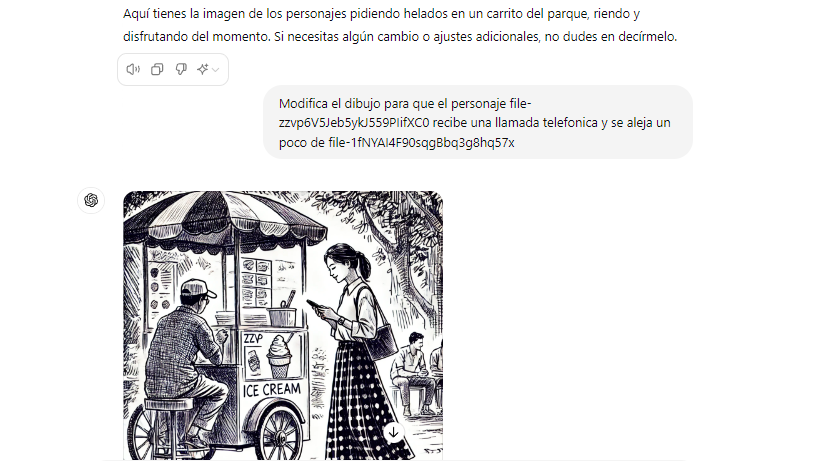 Aquí tienes la imagen de los personajes pidiendo helados en un carrito del parque, riendo y
disfrutando del momento. Si necesitas algún cambio o ajustes adicionales, no dudes en decírmelo.
Modifica el dibujo para que el personaje file-
zzvp6V5Jeb5ykJ559PIifXC0 recibe una llamada telefonica y se aleja un
poco de file-1fNYAI4F90sqgBbq3g8hq57x
ZZVP
ICE CREAM